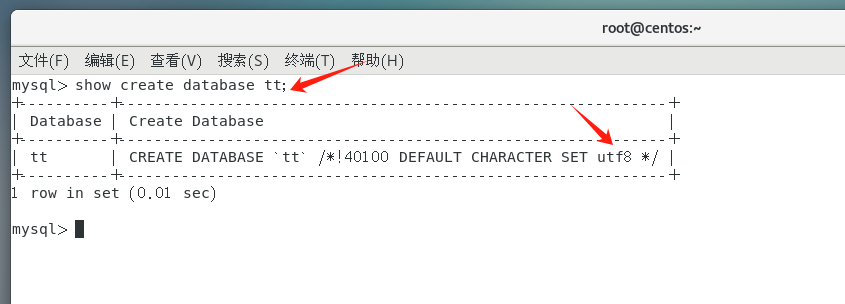 root@centos:~
文件(F) 编辑(E) 查看(V) 搜索(S) 终端(T) 帮助(H)
mysql> show create database tt;
+----------+-------------------------------------------------------------+
| Database | Create Database                                             |
+----------+-------------------------------------------------------------+
| tt       | CREATE DATABASE `tt` /*!40100 DEFAULT CHARACTER SET utf8 */ |
+----------+-------------------------------------------------------------+
1 row in set (0.01 sec)
mysql>